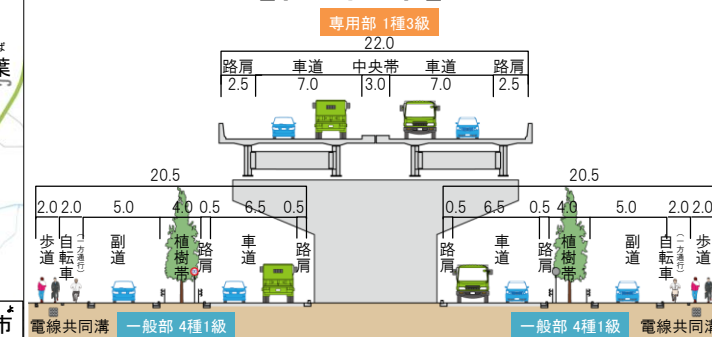 専用部 1種3級
22.0
路肩 車道 中央帯 車道 路肩
2.5 7.0 3.0 7.0 2.5
20.5 20.5
2.0 2.0 5.0 4.0 0.5 6.5 0.5
0.5 6.5 0.5 4.0 5.0 2.0 2.0
歩道 自転車 (一方通行) 副道 植樹帯 路肩 車道 路肩
路肩 車道 路肩 植樹帯 副道 自転車 (一方通行) 歩
電線共同溝 一般部 4種1級 一般部 4種1級 電線共同溝
ば
葉
市